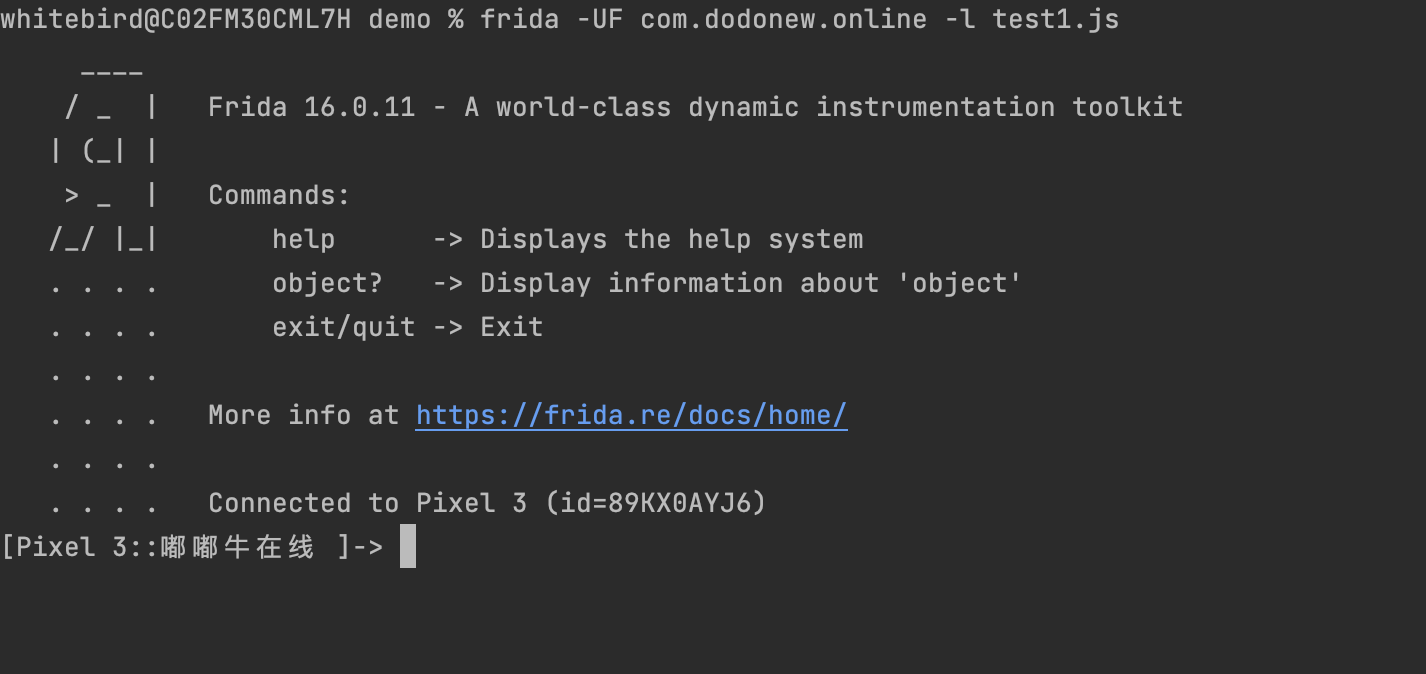 whitebird@C02FM30CML7H demo % frida -UF com.dodonew.online -l test1.js
     ____
    / _  |   Frida 16.0.11 - A world-class dynamic instrumentation toolkit
   | (_| |
    > _  |   Commands:
   /_/ |_|       help      -> Displays the help system
   . . . .       object?   -> Display information about 'object'
   . . . .       exit/quit -> Exit
   . . . .
   . . . .   More info at https://frida.re/docs/home/
   . . . .
   . . . .   Connected to Pixel 3 (id=89KX0AYJ6)
[Pixel 3::嘟嘟牛在线 ]->